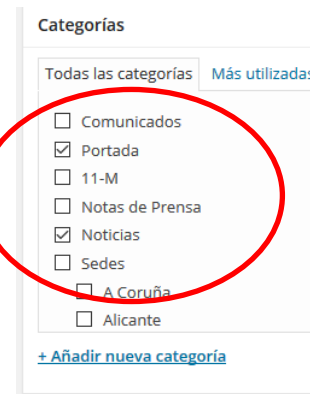 Categorías
Todas las categorías Más utilizadas
Comunicados
Portada
11-M
Notas de Prensa
Noticias
Sedes
A Coruña
Alicante
+ Añadir nueva categoría